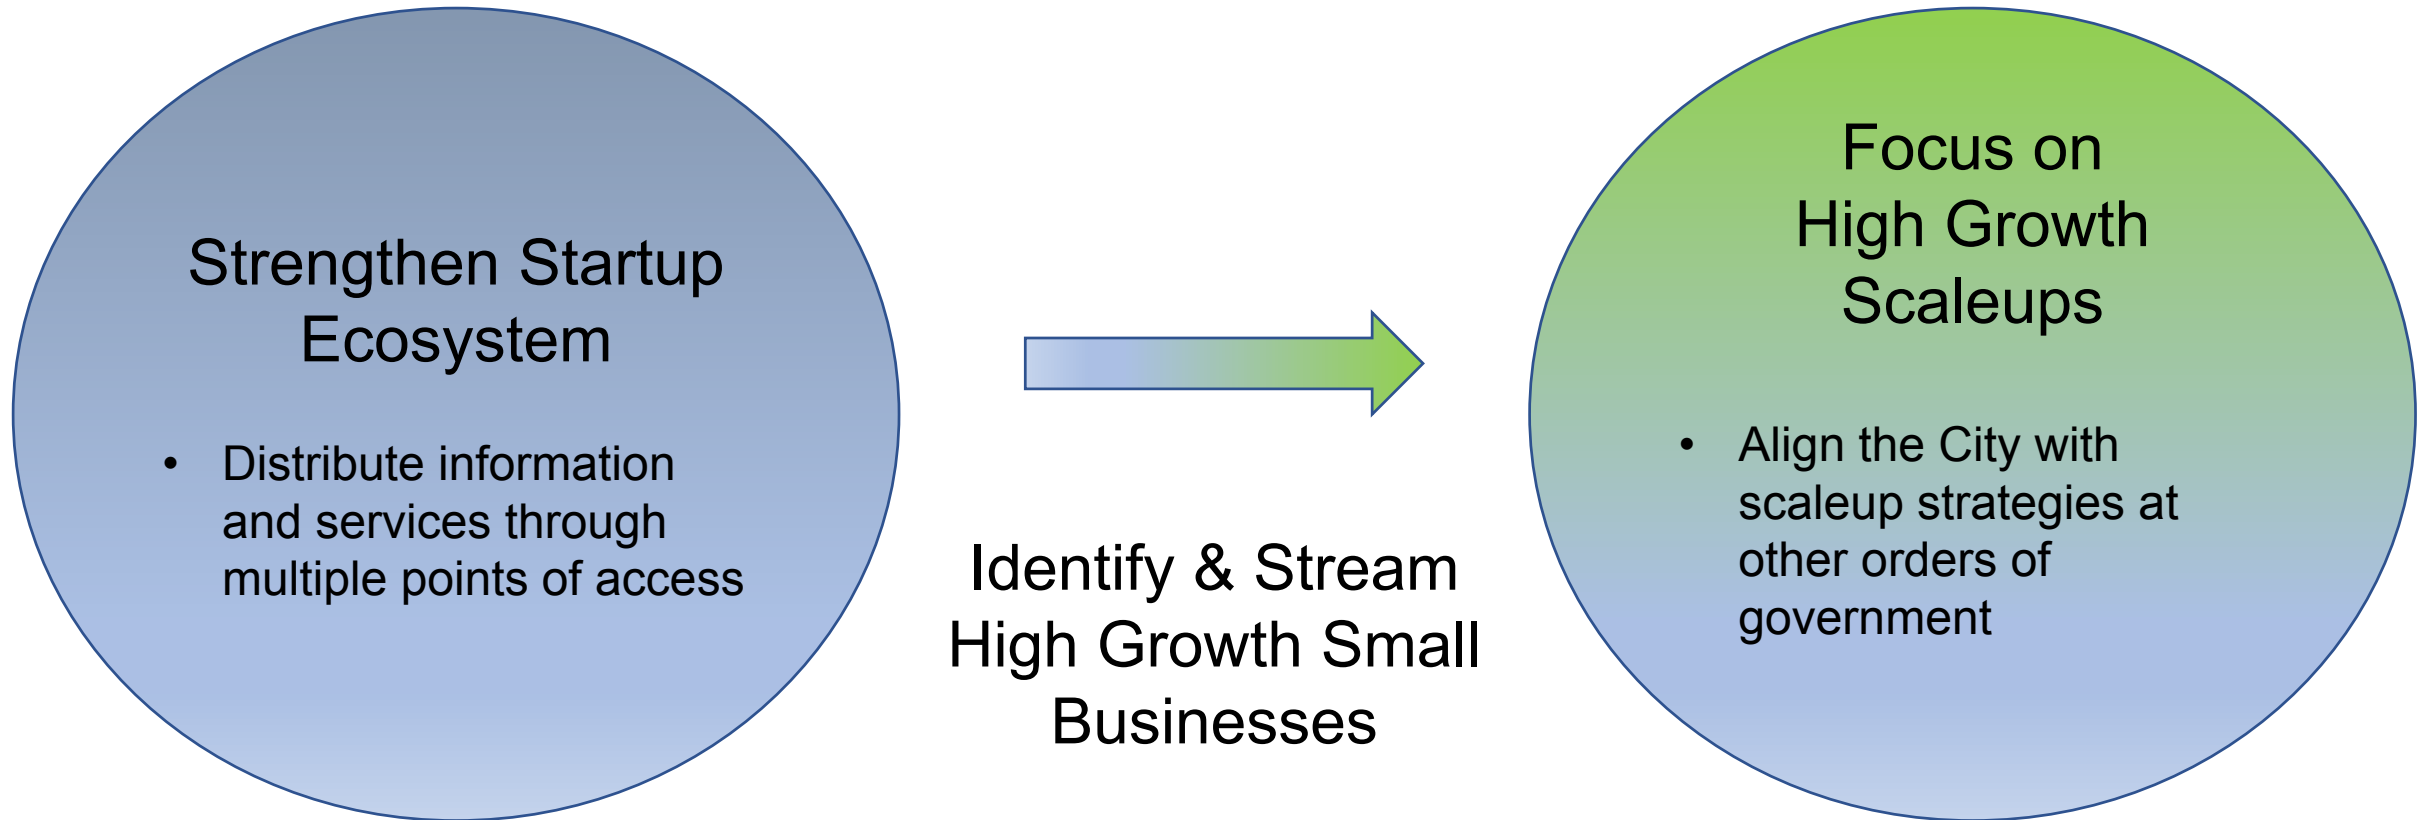 Strengthen Startup
Ecosystem
• Distribute information
and services through
multiple points of access
Identify & Stream
High Growth Small
Businesses
Focus on
High Growth
Scaleups
• Align the City with
scaleup strategies at
other orders of
government